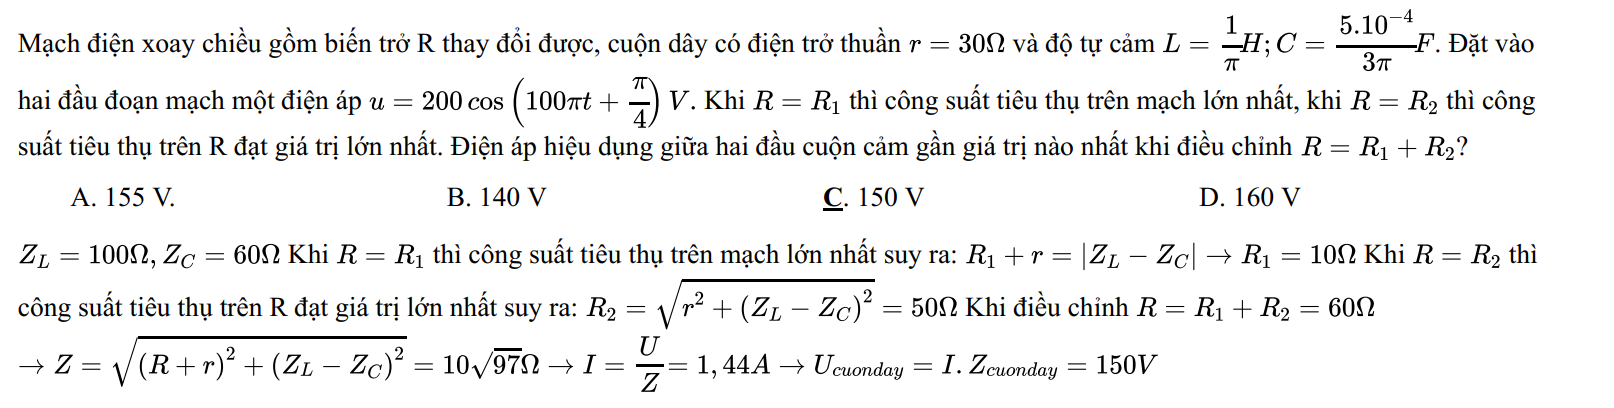 Mạch điện xoay chiều gồm biến trở R thay đổi được, cuộn dây có điện trở thuần $r = 30\Omega$ và độ tự cảm $L = \frac{1}{\pi}H; C = \frac{5.10^{-4}}{3\pi}F$. Đặt vào
hai đầu đoạn mạch một điện áp $u = 200\cos\left(100\pi t + \frac{\pi}{4}\right)V$. Khi $R = R_1$ thì công suất tiêu thụ trên mạch lớn nhất, khi $R = R_2$ thì công
suất tiêu thụ trên R đạt giá trị lớn nhất. Điện áp hiệu dụng giữa hai đầu cuộn cảm gần giá trị nào nhất khi điều chỉnh $R = R_1 + R_2$?
A. 155 V. B. 140 V C. 150 V D. 160 V
$Z_L = 100\Omega, Z_C = 60\Omega$ Khi $R = R_1$ thì công suất tiêu thụ trên mạch lớn nhất suy ra: $R_1 + r = |Z_L - Z_C| \rightarrow R_1 = 10\Omega$ Khi $R = R_2$ thì
công suất tiêu thụ trên R đạt giá trị lớn nhất suy ra: $R_2 = \sqrt{r^2 + (Z_L - Z_C)^2} = 50\Omega$ Khi điều chỉnh $R = R_1 + R_2 = 60\Omega$
$\rightarrow Z = \sqrt{(R + r)^2 + (Z_L - Z_C)^2} = 10\sqrt{97}\Omega \rightarrow I = \frac{U}{Z} = 1,44A \rightarrow U_{cuonday} = I.Z_{cuonday} = 150V$